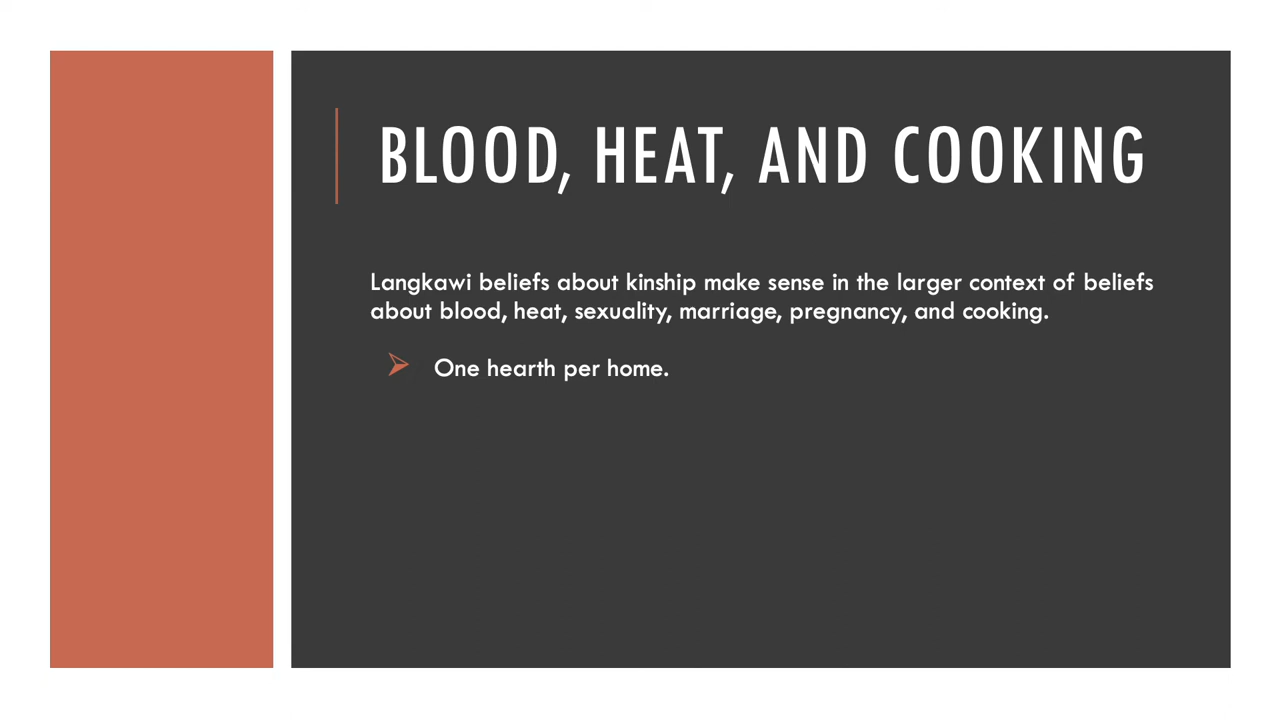 BLOOD, HEAT, AND COOKING
Langkawi beliefs about kinship make sense in the larger context of beliefs
about blood, heat, sexuality, marriage, pregnancy, and cooking.
One hearth per home.